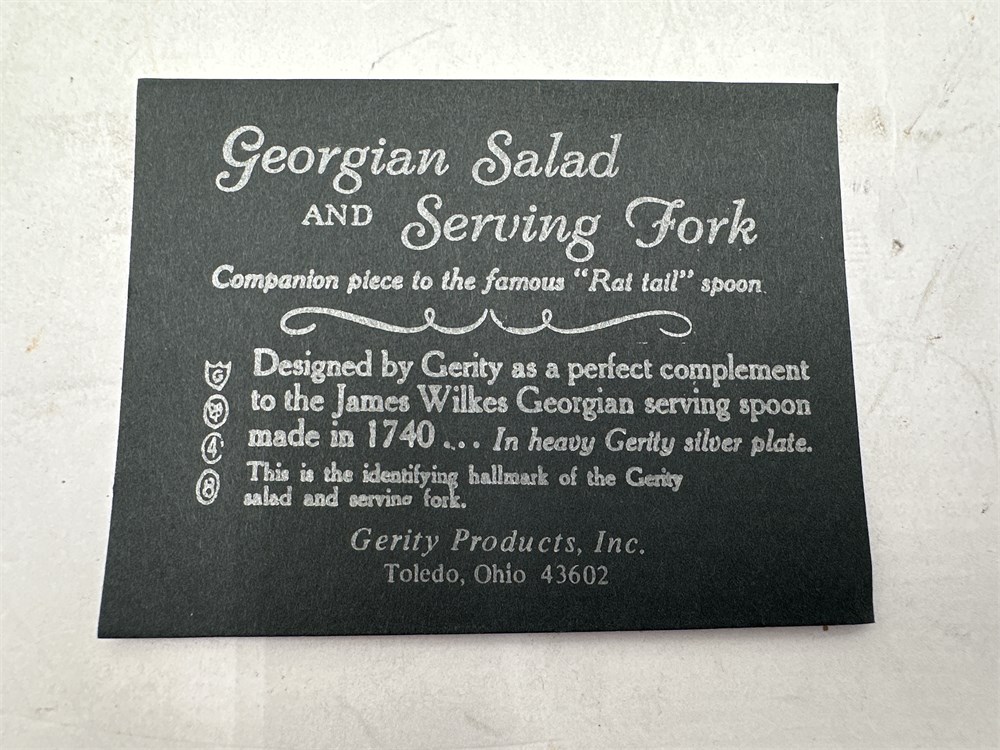 Georgian Salad
AND Serving Fork
Companion piece to the famous "Rat tail" spoon.
Designed by Gerity as a perfect complement
to the James Wilkes Georgian serving spoon
made in 1740 ... In heavy Gerity silver plate.
This is the identifying hallmark of the Gerity
salad and serving fork.
G
4
8
Gerity Products, Inc.
Toledo, Ohio 43602